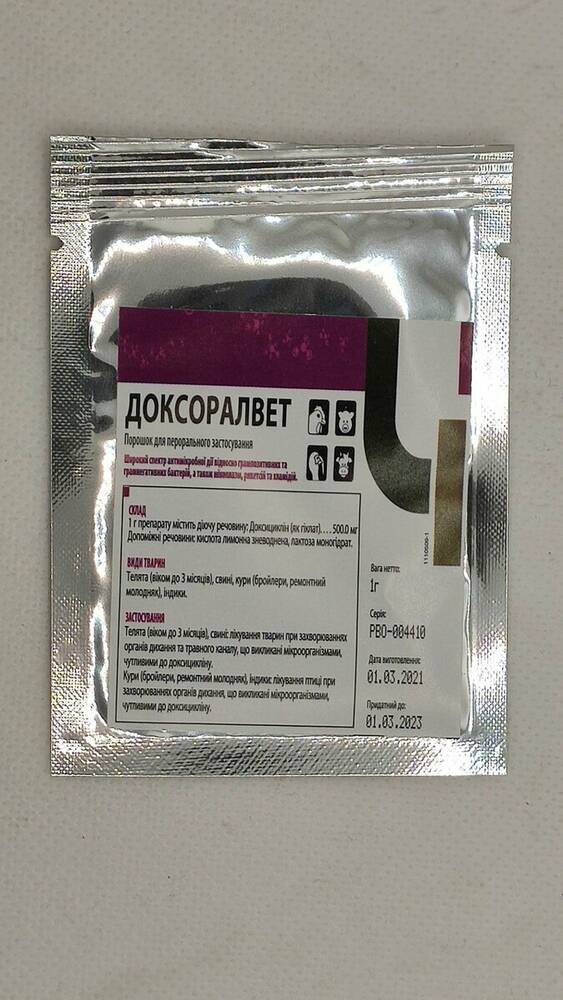 ДОКСОРАЛВЕТ
Порошок для перорального застосування
Широкий спектр антимікробної дії відносно грампозитивних та
грамнегативних бактерій, а також мікоплазм, рикетсій та хламідій.
СКЛАД
1 г препарату містить діючу речовину: Доксициклін (як гіклат).... 500.0 мг
Допоміжні речовини: кислота лимонна зневоднена, лактоза моногідрат.
ВИДИ ТВАРИН
Телята (віком до 3 місяців), свині, кури (бройлери, ремонтний
молодняк), індики.
ЗАСТОСУВАННЯ
Телята (віком до 3 місяців), свині: лікування тварин при захворюваннях
органів дихання та травного каналу, що викликані мікроорганізмами,
чутливими до доксицикліну.
Кури (бройлери, ремонтний молодняк), індики: лікування птиці при
захворюваннях органів дихання, що викликані мікроорганізмами,
чутливими до доксицикліну.
1110509-1
Вага нетто:
1г
Серія:
РВО-004410
Дата виготовлення:
01.03.2021
Придатний до:
01.03.2023